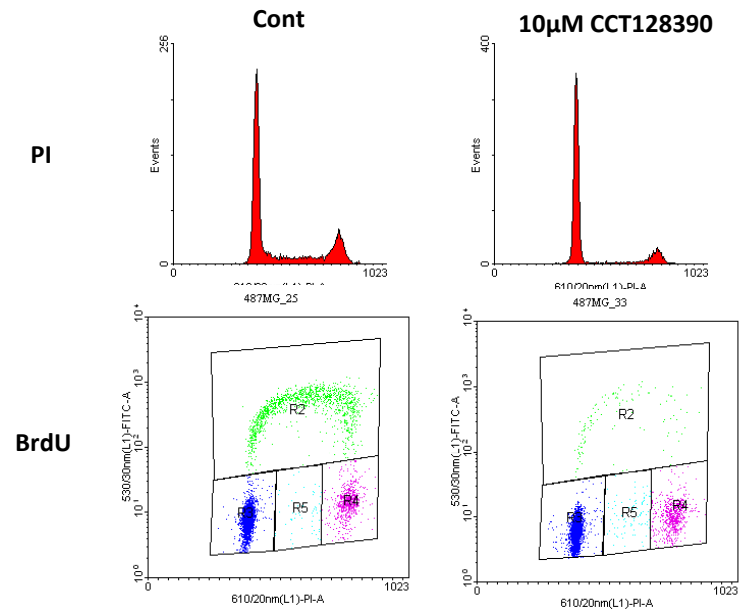 Cont
10µM CCT128390
PI
256
Events
0
0
1023
487MG_25
400
Events
0
0
1023
610/20nm(L1)-PI-A
487MG_33
BrdU
10⁴
10³
10²
10¹
10⁰
530/30nm(L1)-FITC-A
R2
R5
R4
1023
610/20nm(L1)-PI-A
10⁴
10³
10²
10¹
10⁰
530/30nm(L1)-FITC-A
R2
R5
R4
0
1023
610/20nm(L1)-PI-A